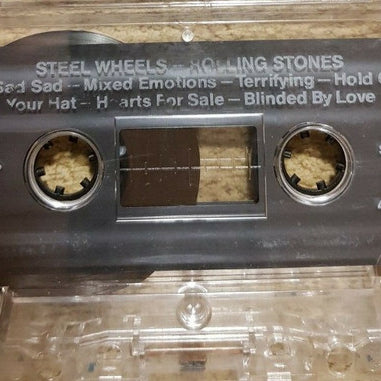 STEEL WHEELS — ROLLING STONES
Sad Sad — Mixed Emotions — Terrifying — Hold
Your Hat — Hearts For Sale — Blinded By Love